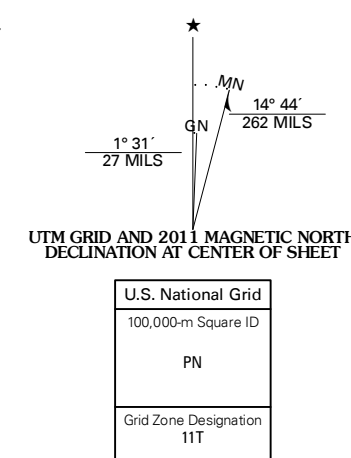 ★
MN
GN
14° 44´
262 MILS
1° 31´
27 MILS
UTM GRID AND 2011 MAGNETIC NORTH
DECLINATION AT CENTER OF SHEET
U.S. National Grid
100,000-m Square ID
PN
Grid Zone Designation
11T